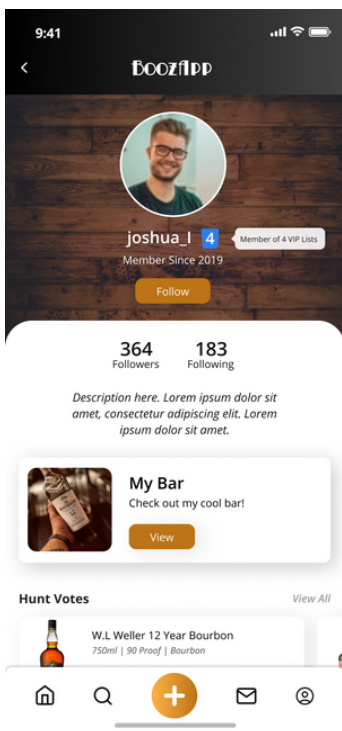 9:41
BOOZAPP
joshua_l 4 Member of 4 VIP Lists
Member Since 2019
Follow
364 183
Followers Following
Description here. Lorem ipsum dolor sit
amet, consectetur adipiscing elit. Lorem
ipsum dolor sit amet.
My Bar
Check out my cool bar!
View
Hunt Votes View All
W.L Weller 12 Year Bourbon
750ml | 90 Proof | Bourbon